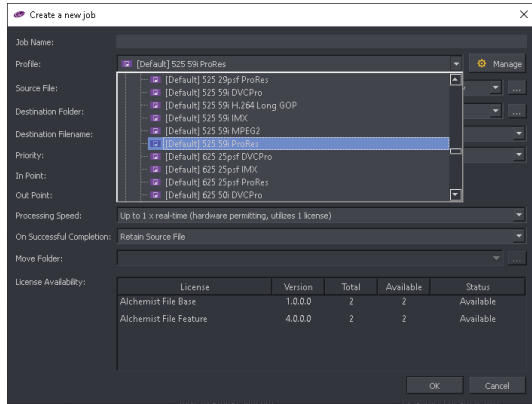 Create a new job
Job Name:
Profile: [Default] 525 59i ProRes Manage
[Default] 525 29psf ProRes
Source File: ...
[Default] 525 59i DVCPro
[Default] 525 59i H.264 Long GOP
Destination Folder: ...
[Default] 525 59i IMX
[Default] 525 59i MPEG2
Destination Filename:
[Default] 525 59i ProRes
Priority:
[Default] 625 25psf DVCPro
[Default] 625 25psf IMX
In Point:
[Default] 625 25psf ProRes
Out Point:
[Default] 625 50i DVCPro
Processing Speed: Up to 1 x real-time (hardware permitting, utilizes 1 license)
On Successful Completion: Retain Source File
Move Folder: ...
License Availability:
License Version Total Available Status
Alchemist File Base 1.0.0.0 2 2 Available
Alchemist File Feature 4.0.0.0 2 2 Available
OK Cancel